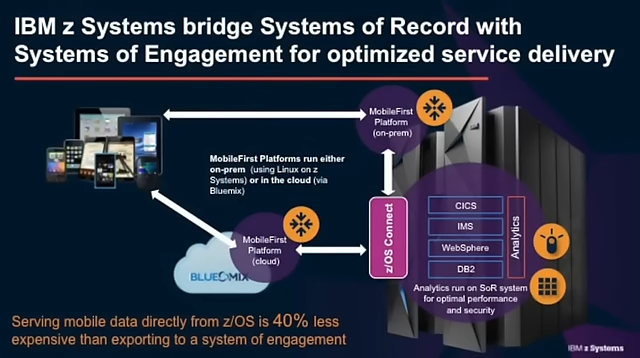 IBM z Systems bridge Systems of Record with
Systems of Engagement for optimized service delivery
MobileFirst
Platform
(on-prem)
MobileFirst Platforms run either
on-prem (using Linux on z
Systems) or in the cloud (via
Bluemix)
MobileFirst
Platform
(cloud)
BLUEMIX
z/OS Connect
CICS
IMS
WebSphere
DB2
Analytics
Analytics run on SoR system
for optimal performance
and security
Serving mobile data directly from z/OS is 40% less
expensive than exporting to a system of engagement
IBM z Systems